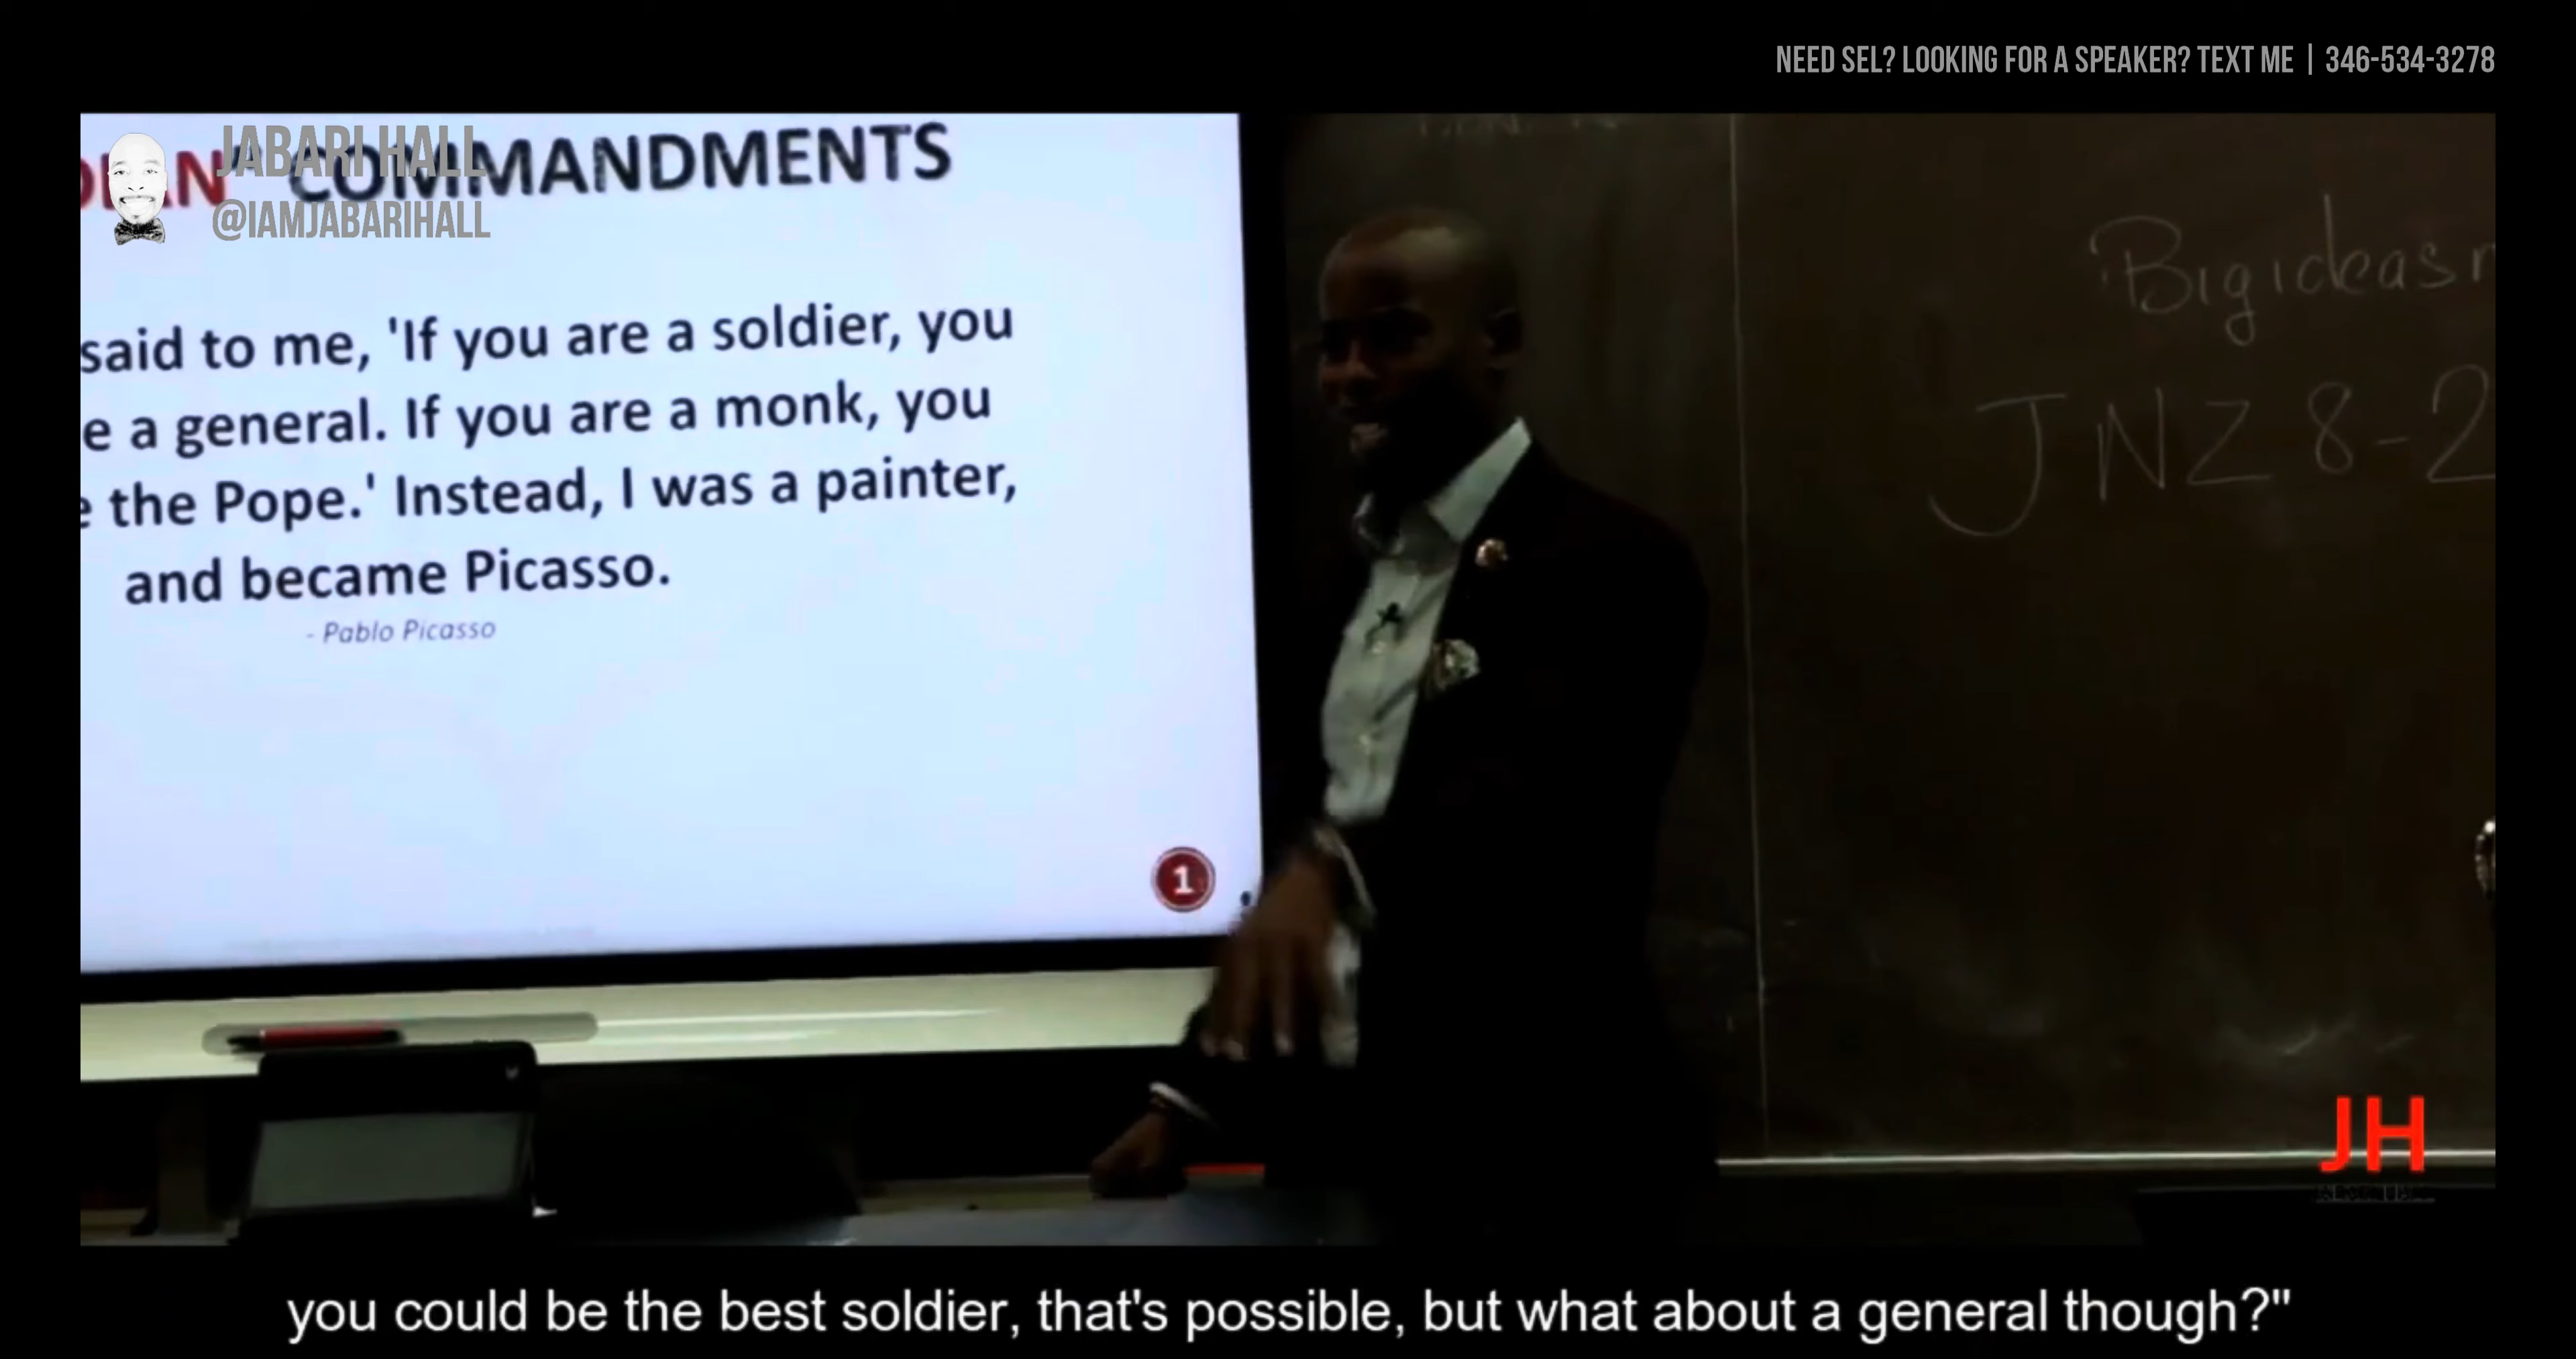 NEED SEL? LOOKING FOR A SPEAKER? TEXT ME | 346-534-3278
JABARI HALL
@IAMJABARIHALL
COMMANDMENTS
said to me, 'If you are a soldier, you
e a general. If you are a monk, you
e the Pope.' Instead, I was a painter,
and became Picasso.
- Pablo Picasso
1
Bigideas
JNZ 8-2
JH
you could be the best soldier, that's possible, but what about a general though?"